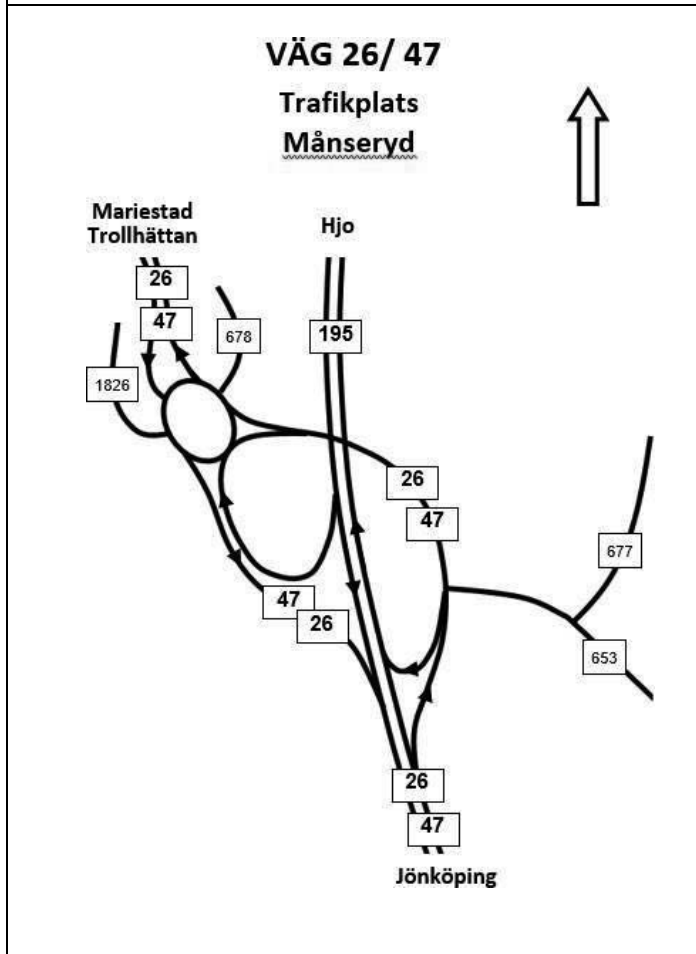 VÄG 26/ 47
Trafikplats
Månseryd
Mariestad
Trollhättan
Hjo
26
47
678
195
1826
26
47
677
47
26
653
26
47
Jönköping